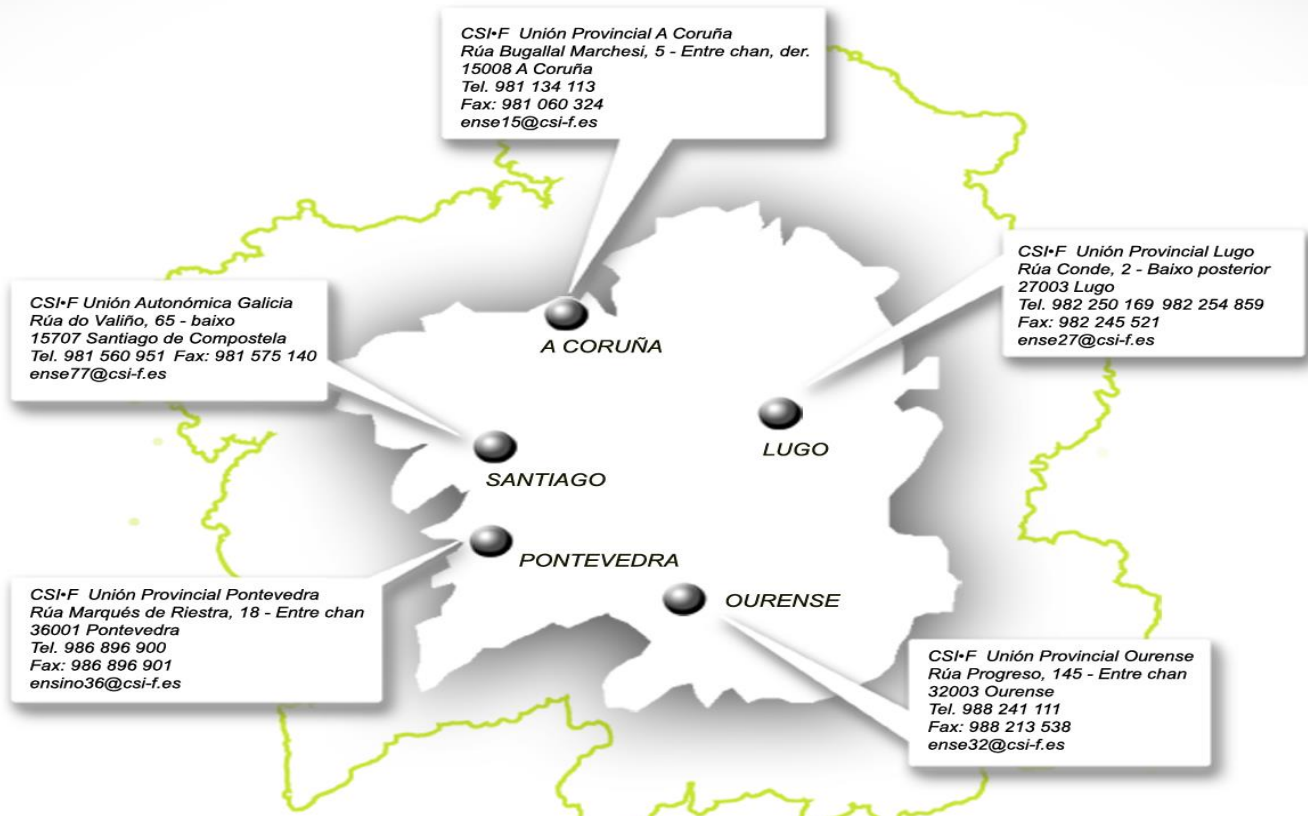 CSI•F Unión Provincial A Coruña
Rúa Bugallal Marchesi, 5 - Entre chan, der.
15008 A Coruña
Tel. 981 134 113
Fax: 981 060 324
ense15@csi-f.es
CSI•F Unión Provincial Lugo
Rúa Conde, 2 - Baixo posterior
27003 Lugo
Tel. 982 250 169 982 254 859
Fax: 982 245 521
ense27@csi-f.es
CSI•F Unión Autonómica Galicia
Rúa do Valiño, 65 - baixo
15707 Santiago de Compostela
Tel. 981 560 951 Fax: 981 575 140
ense77@csi-f.es
A CORUÑA
LUGO
SANTIAGO
PONTEVEDRA
OURENSE
CSI•F Unión Provincial Pontevedra
Rúa Marqués de Riestra, 18 - Entre chan
36001 Pontevedra
Tel. 986 896 900
Fax: 986 896 901
ensino36@csi-f.es
CSI•F Unión Provincial Ourense
Rúa Progreso, 145 - Entre chan
32003 Ourense
Tel. 988 241 111
Fax: 988 213 538
ense32@csi-f.es